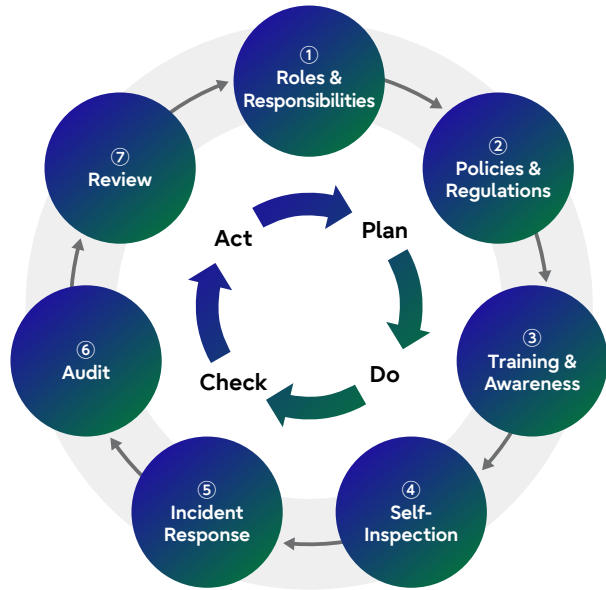 ①
Roles &
Responsibilities
②
Policies &
Regulations
③
Training &
Awareness
④
Self-
Inspection
⑤
Incident
Response
⑥
Audit
⑦
Review
Plan
Do
Check
Act